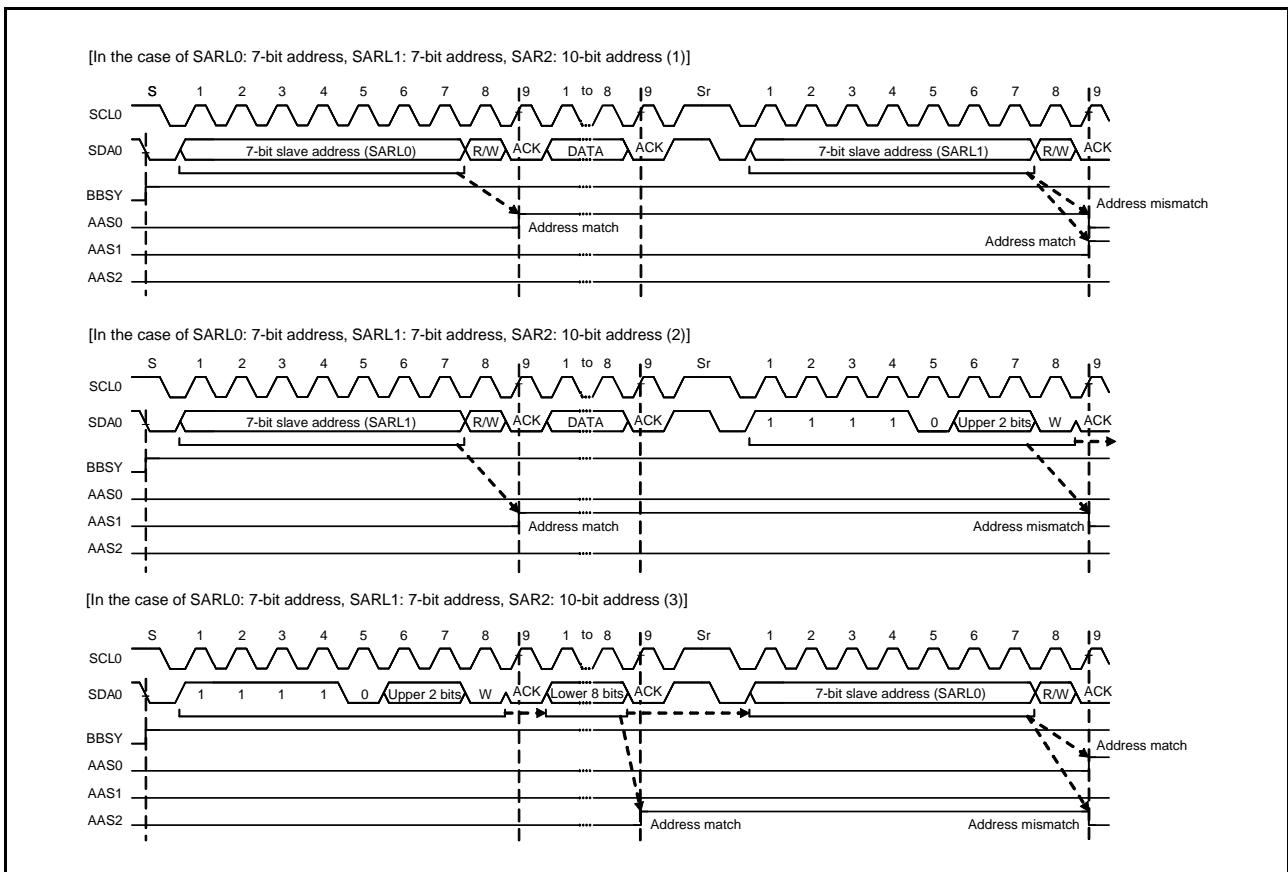 [In the case of SARL0: 7-bit address, SARL1: 7-bit address, SAR2: 10-bit address (1)]
S 1 2 3 4 5 6 7 8 9 1 to 8 9 Sr 1 2 3 4 5 6 7 8 9
SCL0
SDA0 7-bit slave address (SARL0) R/W ACK DATA ACK 7-bit slave address (SARL1) R/W ACK
BBSY
Address mismatch
AAS0 Address match
Address match
AAS1
AAS2
[In the case of SARL0: 7-bit address, SARL1: 7-bit address, SAR2: 10-bit address (2)]
S 1 2 3 4 5 6 7 8 9 1 to 8 9 Sr 1 2 3 4 5 6 7 8 9
SCL0
SDA0 7-bit slave address (SARL1) R/W ACK DATA ACK 1 1 1 1 0 Upper 2 bits W ACK
BBSY
AAS0
AAS1 Address match Address mismatch
AAS2
[In the case of SARL0: 7-bit address, SARL1: 7-bit address, SAR2: 10-bit address (3)]
S 1 2 3 4 5 6 7 8 9 1 to 8 9 Sr 1 2 3 4 5 6 7 8 9
SCL0
SDA0 1 1 1 1 0 Upper 2 bits W ACK Lower 8 bits ACK 7-bit slave address (SARL0) R/W ACK
BBSY
Address match
AAS0
AAS1
AAS2 Address match Address mismatch